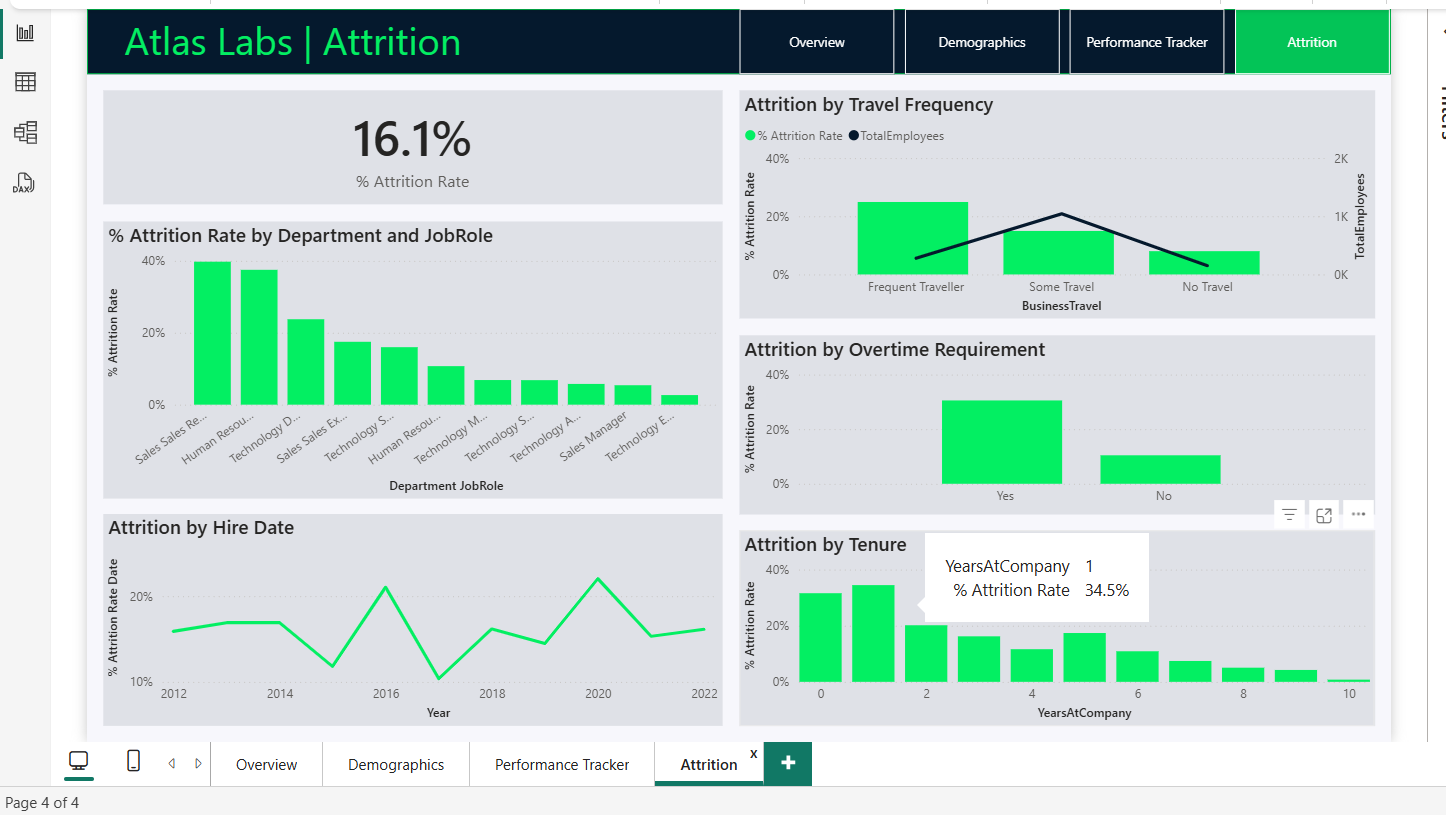 Atlas Labs | Attrition
Overview
Demographics
Performance Tracker
Attrition
DAX
16.1%
% Attrition Rate
% Attrition Rate by Department and JobRole
% Attrition Rate
40%
20%
0%
Sales Sales Re...
Human Resou...
Technology D...
Sales Sales Ex...
Technology S...
Human Resou...
Technology M...
Technology S...
Technology A...
Sales Manager
Technology E...
Department JobRole
Attrition by Hire Date
% Attrition Rate Date
20%
10%
2012
2014
2016
2018
2020
2022
Year
Attrition by Travel Frequency
% Attrition Rate
TotalEmployees
% Attrition Rate
40%
20%
0%
2K
1K
0K
TotalEmployees
Frequent Traveller
Some Travel
No Travel
BusinessTravel
Attrition by Overtime Requirement
% Attrition Rate
40%
20%
0%
Yes
No
Attrition by Tenure
YearsAtCompany 1
% Attrition Rate 34.5%
% Attrition Rate
40%
20%
0%
0
2
4
6
8
10
YearsAtCompany
Overview
Demographics
Performance Tracker
Attrition
x
+
Page 4 of 4